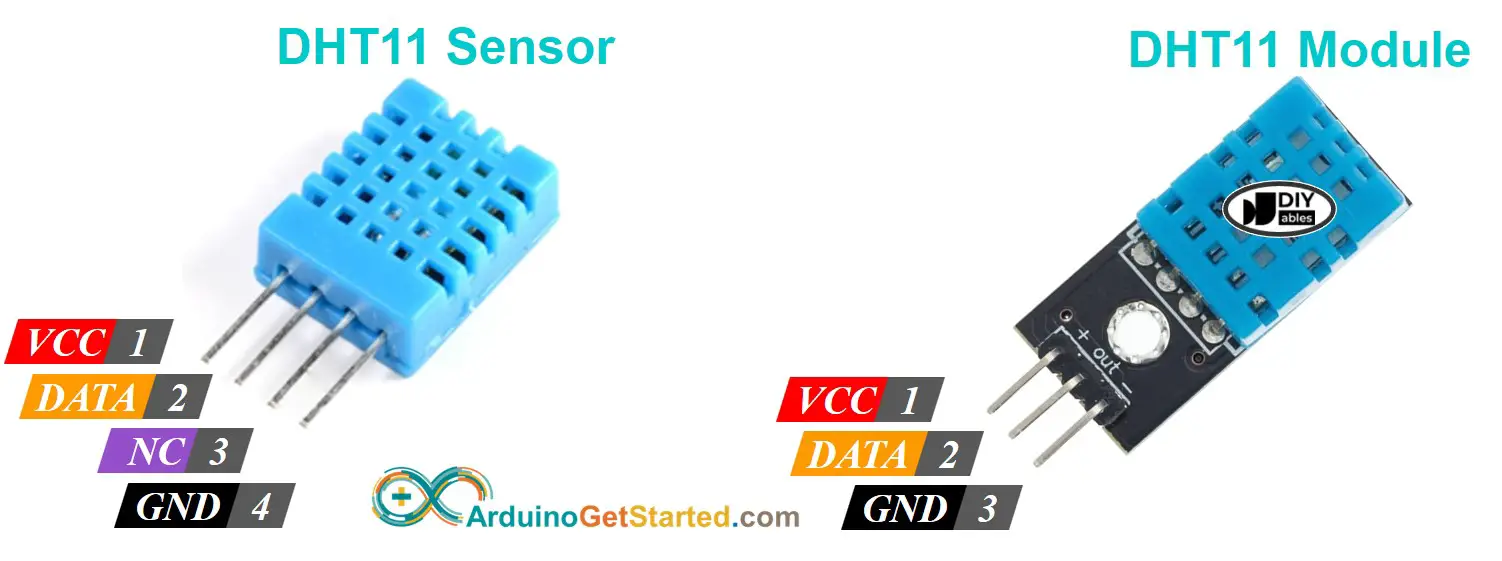 DHT11 Sensor
DHT11 Module
VCC 1
DATA 2
NC 3
GND 4
ArduinoGetStarted.com
DIY
ables
+ out -
VCC 1
DATA 2
GND 3